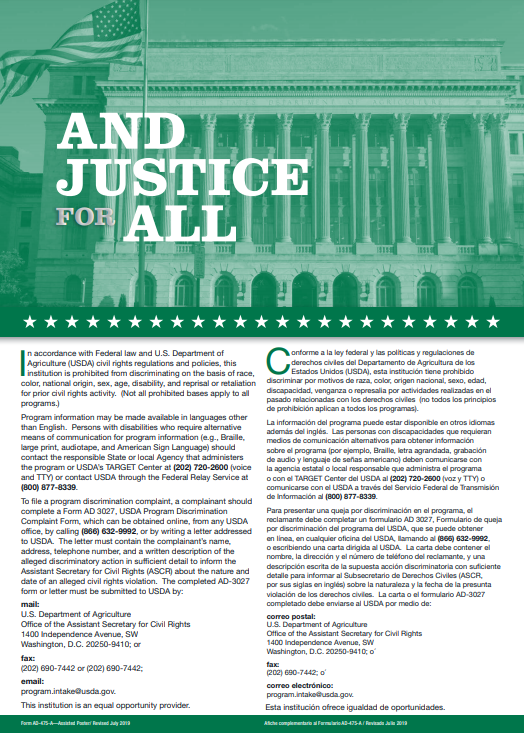 AND
JUSTICE
FOR ALL
In accordance with Federal law and U.S. Department of
Agriculture (USDA) civil rights regulations and policies, this
institution is prohibited from discriminating on the basis of race,
color, national origin, sex, age, disability, and reprisal or retaliation
for prior civil rights activity. (Not all prohibited bases apply to all
programs.)
Program information may be made available in languages other
than English. Persons with disabilities who require alternative
means of communication for program information (e.g., Braille,
large print, audiotape, and American Sign Language) should
contact the responsible State or local Agency that administers
the program or USDA's TARGET Center at (202) 720-2600 (voice
and TTY) or contact USDA through the Federal Relay Service at
(800) 877-8339.
To file a program discrimination complaint, a complainant should
complete a Form AD 3027, USDA Program Discrimination
Complaint Form, which can be obtained online, from any USDA
office, by calling (866) 632-9992, or by writing a letter addressed
to USDA. The letter must contain the complainant's name,
address, telephone number, and a written description of the
alleged discriminatory action in sufficient detail to inform the
Assistant Secretary for Civil Rights (ASCR) about the nature and
date of an alleged civil rights violation. The completed AD-3027
form or letter must be submitted to USDA by:
mail:
U.S. Department of Agriculture
Office of the Assistant Secretary for Civil Rights
1400 Independence Avenue, SW
Washington, D.C. 20250-9410; or
fax:
(202) 690-7442 or (202) 690-7442;
email:
program.intake@usda.gov.
This institution is an equal opportunity provider.
Conforme a la ley federal y las políticas y regulaciones de
derechos civiles del Departamento de Agricultura de los
Estados Unidos (USDA), esta institución tiene prohibido
discriminar por motivos de raza, color, origen nacional, sexo, edad,
discapacidad, venganza o represalia por actividades realizadas en el
pasado relacionadas con los derechos civiles (no todos los principios
de prohibición aplican a todos los programas).
La información del programa puede estar disponible en otros idiomas
además del inglés. Las personas con discapacidades que requieran
medios de comunicación alternativos para obtener información
sobre el programa (por ejemplo, Braille, letra agrandada, grabación
de audio y lenguaje de señas americano) deben comunicarse con
la agencia estatal o local responsable que administra el programa
o con el TARGET Center del USDA al (202) 720-2600 (voz y TTY) o
comunicarse con el USDA a través del Servicio Federal de Transmisión
de Información al (800) 877-8339.
Para presentar una queja por discriminación en el programa, el
reclamante debe completar un formulario AD 3027, Formulario de queja
por discriminación del programa del USDA, que se puede obtener
en línea, en cualquier oficina del USDA, llamando al (866) 632-9992,
o escribiendo una carta dirigida al USDA. La carta debe contener el
nombre, la dirección y el número de teléfono del reclamante, y una
descripción escrita de la supuesta acción discriminatoria con suficiente
detalle para informar al Subsecretario de Derechos Civiles (ASCR,
por sus siglas en inglés) sobre la naturaleza y la fecha de la presunta
violación de los derechos civiles. La carta o el formulario AD-3027
completado debe enviarse al USDA por medio de:
correo postal:
U.S. Department of Agriculture
Office of the Assistant Secretary for Civil Rights
1400 Independence Avenue, SW
Washington, D.C. 20250-9410; o'
fax:
(202) 690-7442; o'
correo electrónico:
program.intake@usda.gov.
Esta institución ofrece igualdad de oportunidades.
Form AD-475-A—Assisted Poster/ Revised July 2019
Afiche complementario al Formulario AD-475-A / Revisado Julio 2019